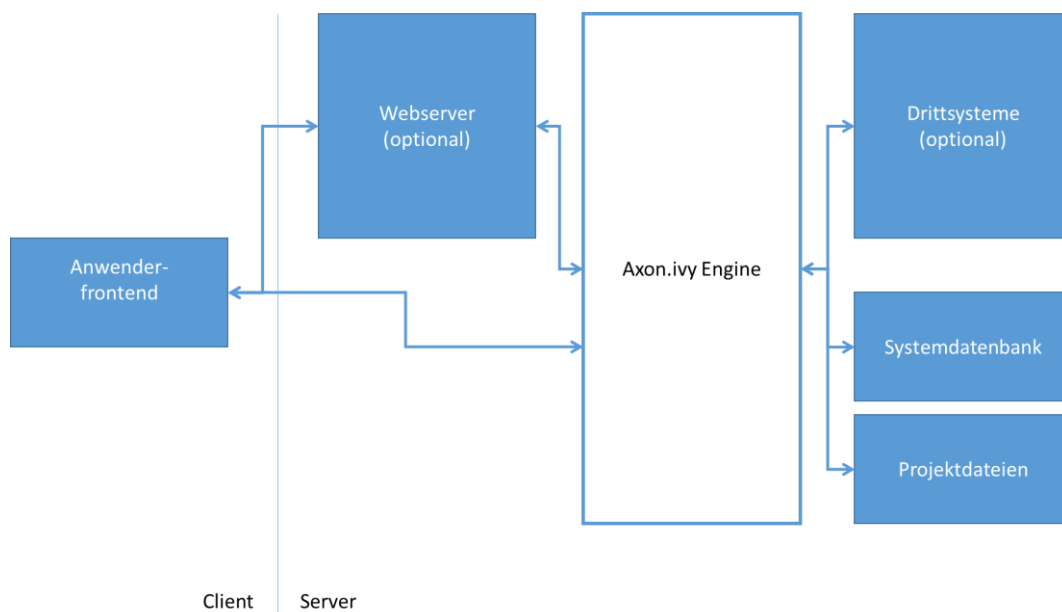 Webserver
(optional)
Drittsysteme
(optional)
Anwender-
frontend
Axon.ivy Engine
Systemdatenbank
Projektdateien
Client
Server